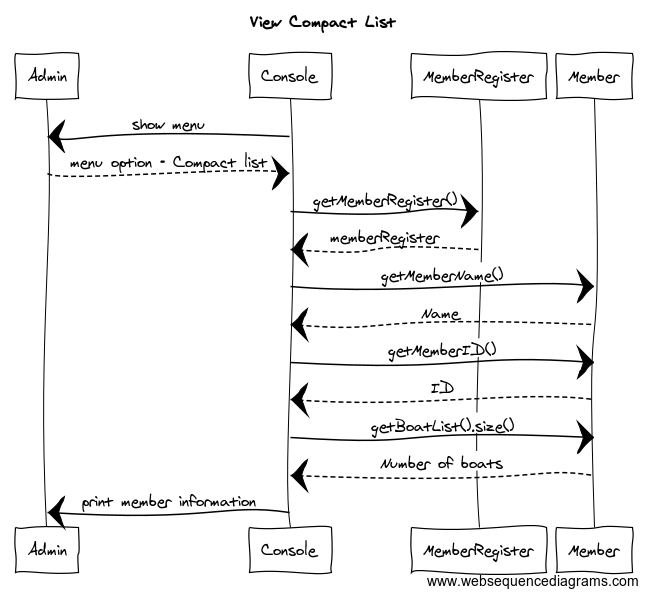 View Compact List
Admin Console MemberRegister Member
show menu
menu option - Compact list
getMemberRegister()
memberRegister
getMemberName()
Name
getMemberID()
ID
getBoatList().size()
Number of boats
print member information
Admin Console MemberRegister Member
www.websequencediagrams.com